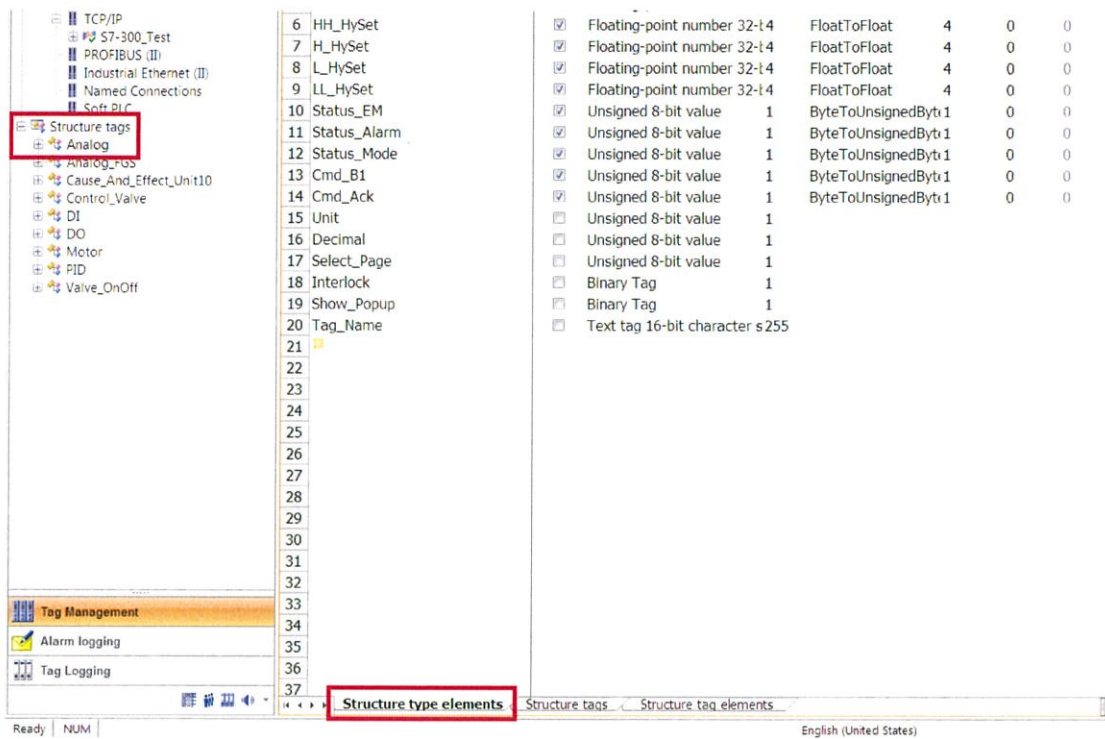 TCP/IP
S7-300_Test
PROFIBUS (II)
Industrial Ethernet (II)
Named Connections
Soft PLC
Structure tags
Analog
Analog_FGS
Cause_And_Effect_Unit10
Control_Valve
DI
DO
Motor
PID
Valve_OnOff
Tag Management
Alarm logging
Tag Logging
6 HH_HySet Floating-point number 32-b 4 FloatToFloat 4 0 0
7 H_HySet Floating-point number 32-b 4 FloatToFloat 4 0 0
8 L_HySet Floating-point number 32-b 4 FloatToFloat 4 0 0
9 LL_HySet Floating-point number 32-b 4 FloatToFloat 4 0 0
10 Status_EM Unsigned 8-bit value 1 ByteToUnsignedByte 1 0 0
11 Status_Alarm Unsigned 8-bit value 1 ByteToUnsignedByte 1 0 0
12 Status_Mode Unsigned 8-bit value 1 ByteToUnsignedByte 1 0 0
13 Cmd_B1 Unsigned 8-bit value 1 ByteToUnsignedByte 1 0 0
14 Cmd_Ack Unsigned 8-bit value 1 ByteToUnsignedByte 1 0 0
15 Unit Unsigned 8-bit value 1
16 Decimal Unsigned 8-bit value 1
17 Select_Page Unsigned 8-bit value 1
18 Interlock Binary Tag 1
19 Show_Popup Binary Tag 1
20 Tag_Name Text tag 16-bit character s 255
21
22
23
24
25
26
27
28
29
30
31
32
33
34
35
36
37
Structure type elements Structure tags Structure tag elements
Ready NUM English (United States)